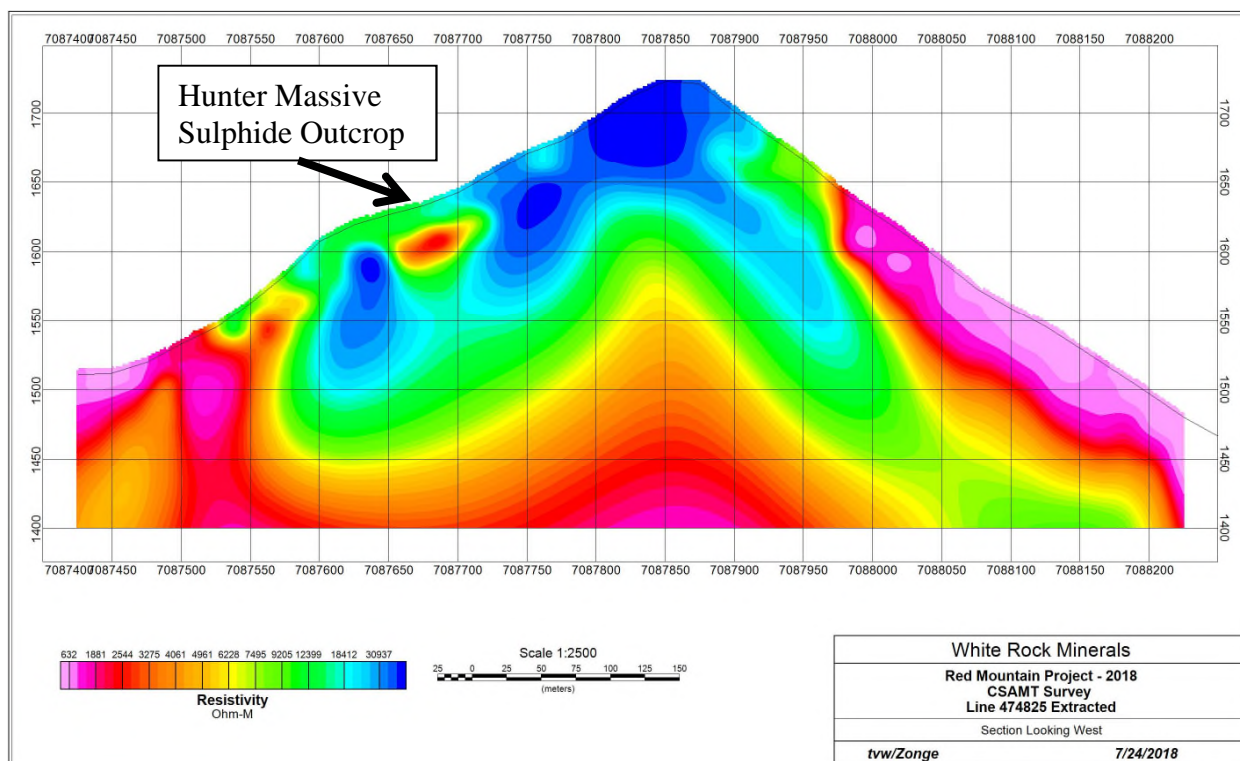 7087400 7087450 7087500 7087550 7087600 7087650 7087700 7087750 7087800 7087850 7087900 7087950 7088000 7088050 7088100 7088150 7088200
Hunter Massive
Sulphide Outcrop
1700 1700
1650 1650
1600 1600
1550 1550
1500 1500
1450 1450
1400 1400
7087400 7087450 7087500 7087550 7087600 7087650 7087700 7087750 7087800 7087850 7087900 7087950 7088000 7088050 7088100 7088150 7088200
632 1881 2544 3275 4061 4961 6228 7495 9205 12399 18412 30937
Resistivity
Ohm-M
Scale 1:2500
25 0 25 50 75 100 125 150
(meters)
White Rock Minerals
Red Mountain Project - 2018
CSAMT Survey
Line 474825 Extracted
Section Looking West
tvw/Zonge 7/24/2018